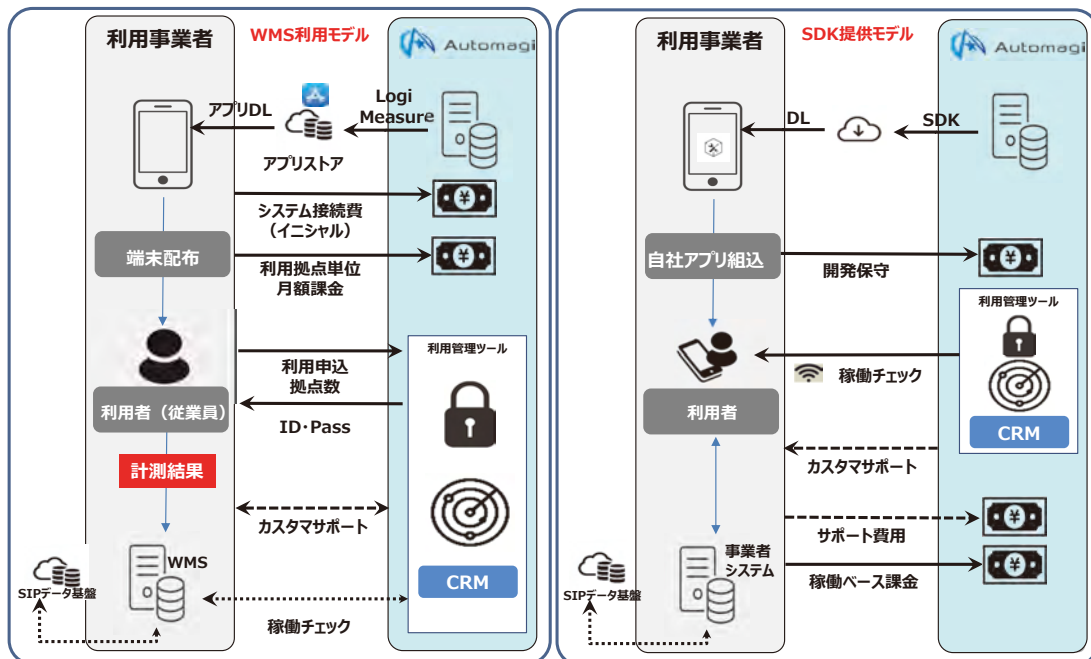 利用事業者
WMS利用モデル
Automagi
アプリDL
Logi
Measure
アプリストア
システム接続費
（イニシャル）
端末配布
利用拠点単位
月額課金
利用申込
拠点数
利用管理ツール
利用者（従業員）
ID・Pass
計測結果
カスタマサポート
WMS
CRM
SIPデータ基盤
稼働チェック
利用事業者
SDK提供モデル
Automagi
DL
SDK
自社アプリ組込
開発保守
利用管理ツール
稼働チェック
利用者
CRM
カスタマサポート
サポート費用
事業者
システム
稼働ベース課金
SIPデータ基盤